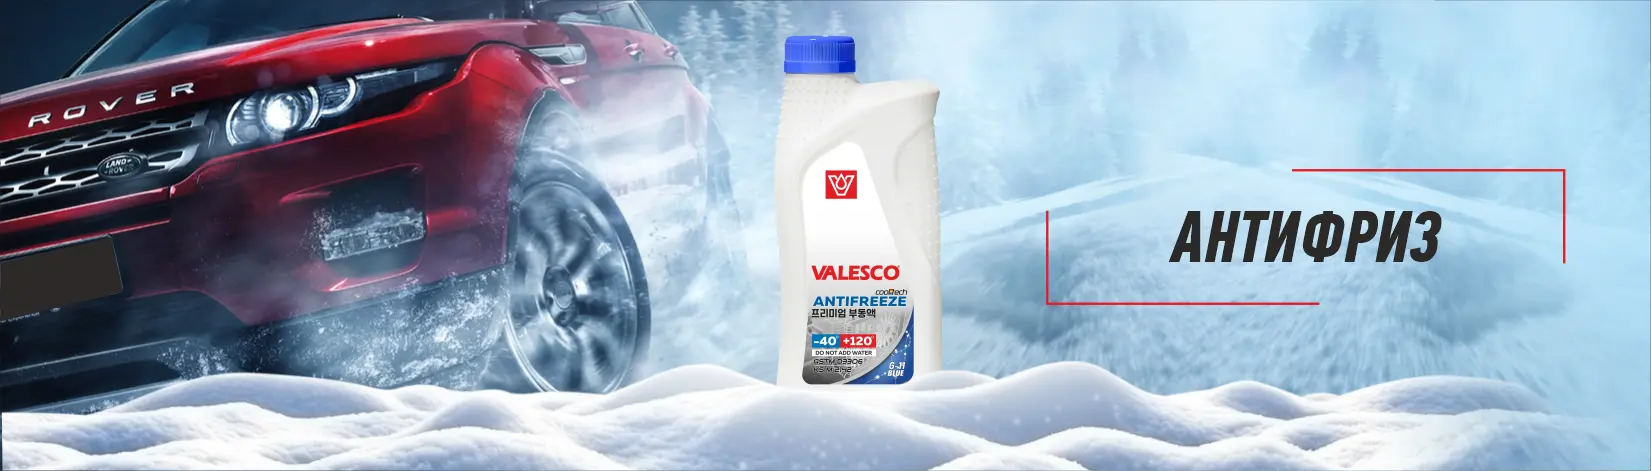 ROVER
LAND
ROVER
VALESCO
cooltech
ANTIFREEZE
프리미엄 부동액
-40° +120°
DO NOT ADD WATER
G-11
BLUE
АНТИФРИЗ